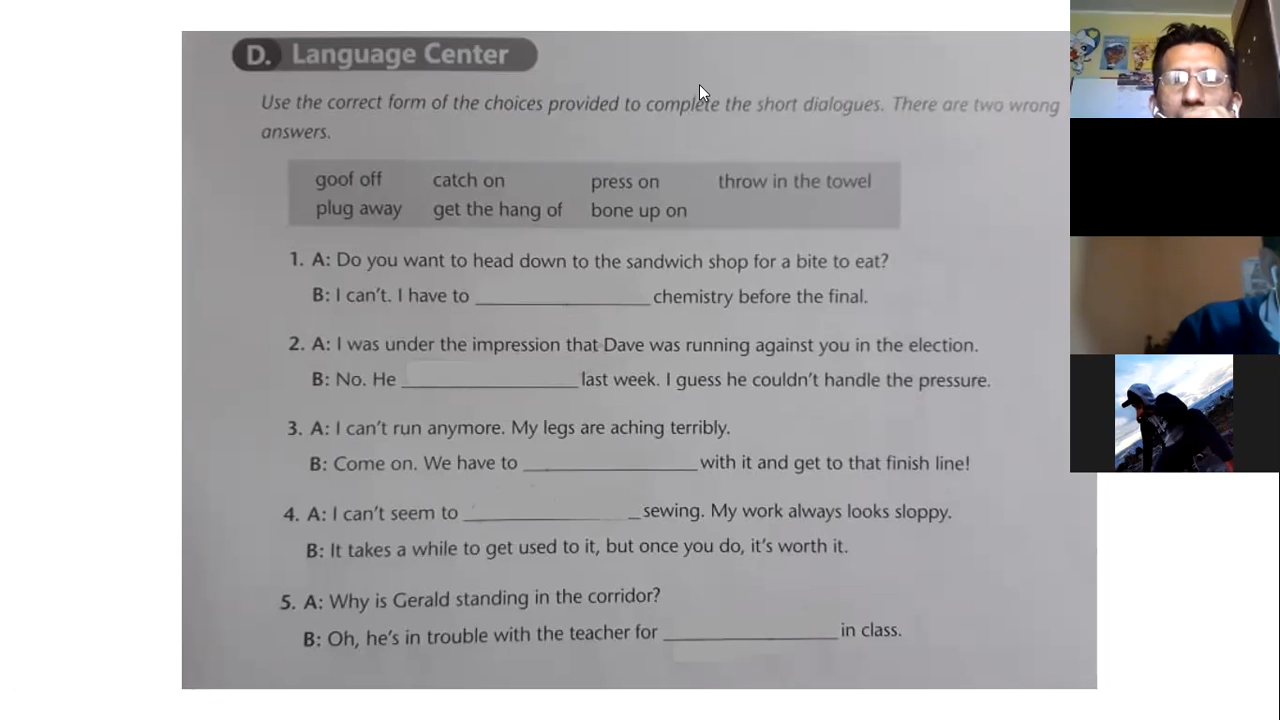 D. Language Center
Use the correct form of the choices provided to complete the short dialogues. There are two wrong
answers.
goof off catch on press on throw in the towel
plug away get the hang of bone up on
1. A: Do you want to head down to the sandwich shop for a bite to eat?
B: I can't. I have to ________________ chemistry before the final.
2. A: I was under the impression that Dave was running against you in the election.
B: No. He ________________ last week. I guess he couldn't handle the pressure.
3. A: I can't run anymore. My legs are aching terribly.
B: Come on. We have to ________________ with it and get to that finish line!
4. A: I can't seem to ________________ sewing. My work always looks sloppy.
B: It takes a while to get used to it, but once you do, it's worth it.
5. A: Why is Gerald standing in the corridor?
B: Oh, he's in trouble with the teacher for ________________ in class.